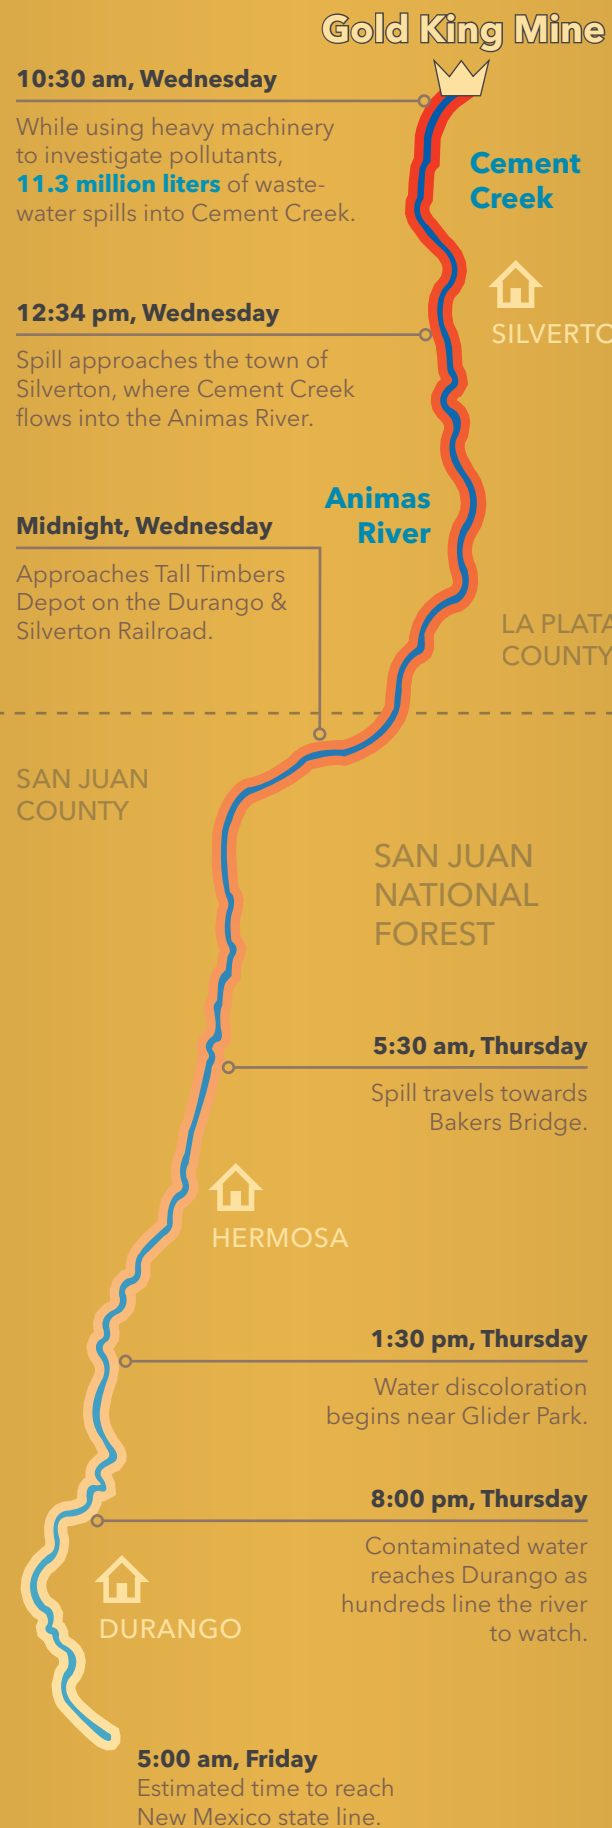 Gold King Mine
10:30 am, Wednesday
While using heavy machinery
to investigate pollutants,
11.3 million liters of waste-
water spills into Cement Creek.
Cement
Creek
12:34 pm, Wednesday
SILVERTO
Spill approaches the town of
Silverton, where Cement Creek
flows into the Animas River.
Animas
River
Midnight, Wednesday
Approaches Tall Timbers
Depot on the Durango &
Silverton Railroad.
LA PLATA
COUNTY
SAN JUAN
COUNTY
SAN JUAN
NATIONAL
FOREST
5:30 am, Thursday
Spill travels towards
Bakers Bridge.
HERMOSA
1:30 pm, Thursday
Water discoloration
begins near Glider Park.
8:00 pm, Thursday
Contaminated water
reaches Durango as
hundreds line the river
to watch.
DURANGO
5:00 am, Friday
Estimated time to reach
New Mexico state line.